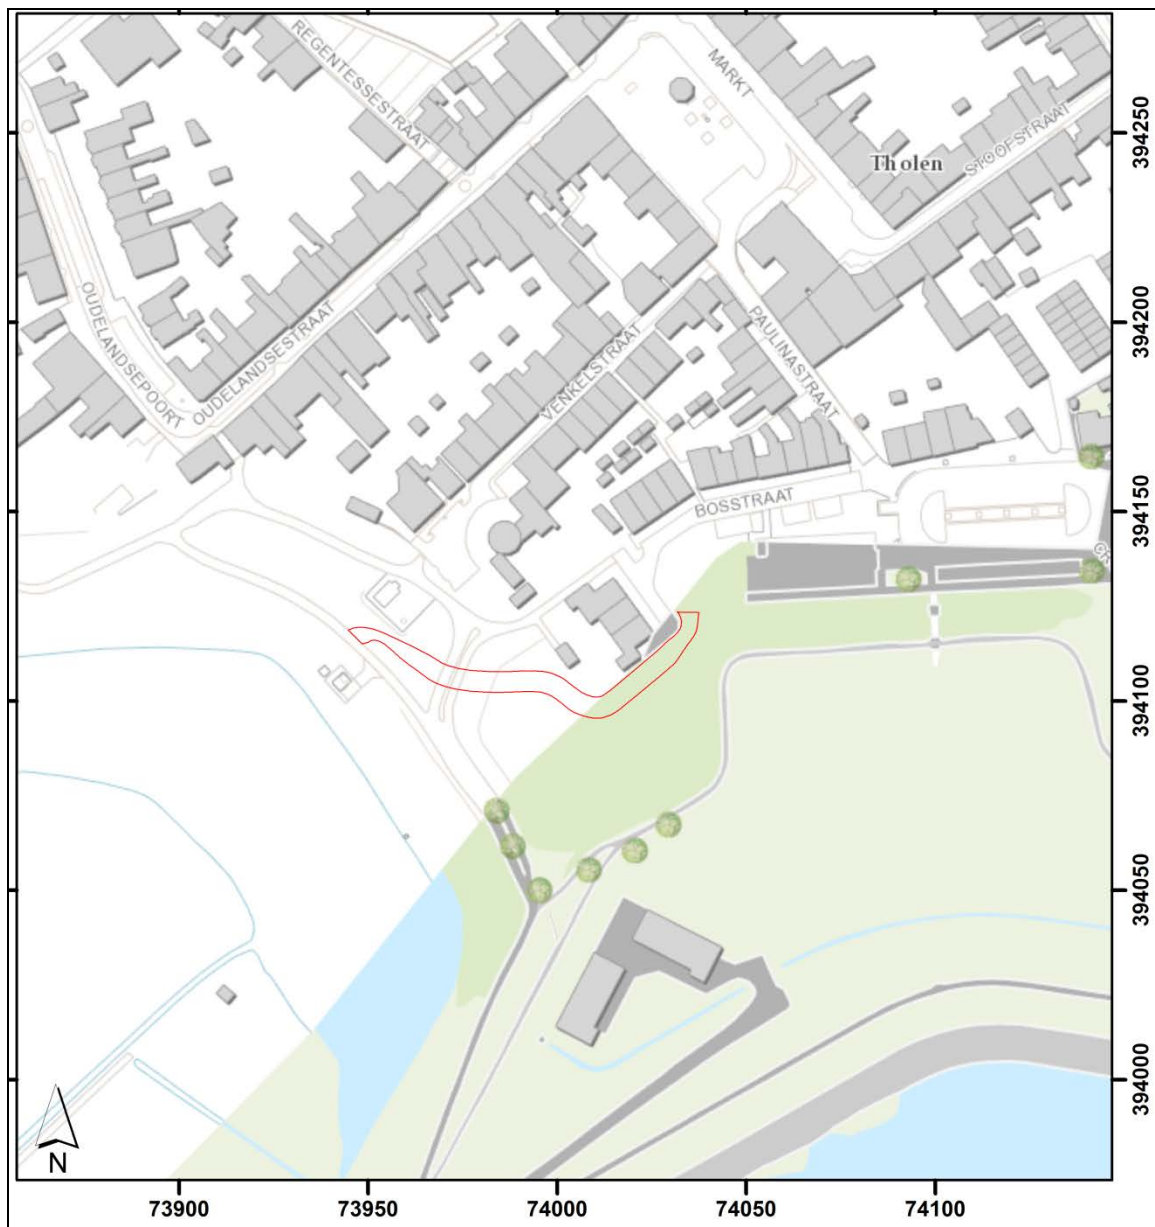 REGENTESSESTRAAT
MARKT
STOOFSTRAAT
Tholen
OUDELANDSEPOORT
OUDELANDSESTRAAT
VENKELSTRAAT
PAULINASTRAAT
BOSSTRAAT
CK
394250
394200
394150
394100
394050
394000
N
73900 73950 74000 74050 74100